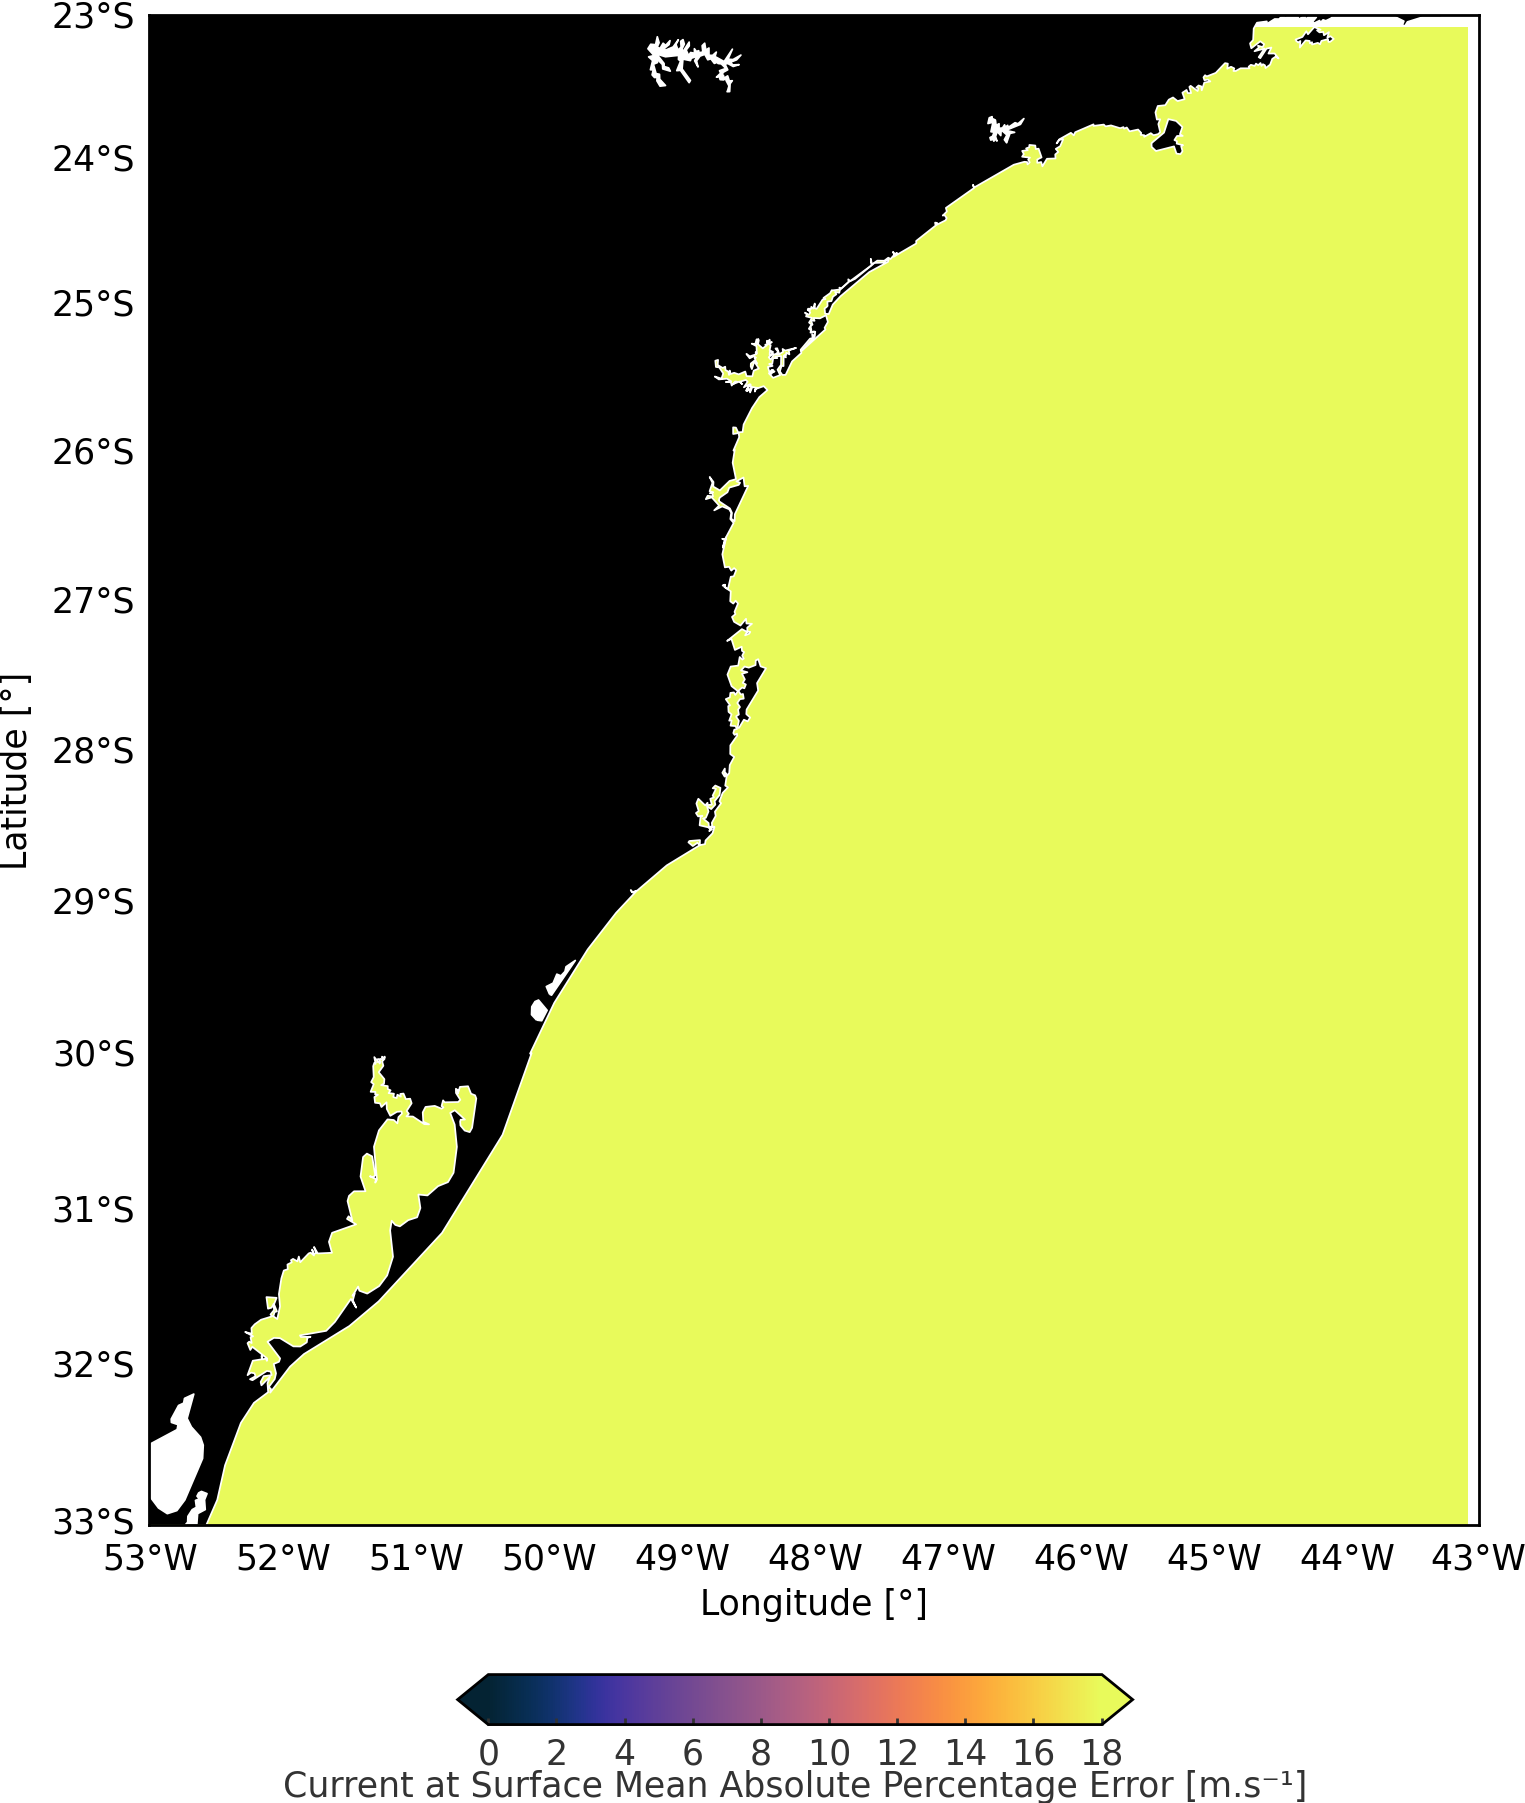 23°S
24°S
25°S
26°S
27°S
28°S
29°S
30°S
31°S
32°S
33°S
Latitude [°]
53°W 52°W 51°W 50°W 49°W 48°W 47°W 46°W 45°W 44°W 43°W
Longitude [°]
0 2 4 6 8 10 12 14 16 18
Current at Surface Mean Absolute Percentage Error [m.s⁻¹]